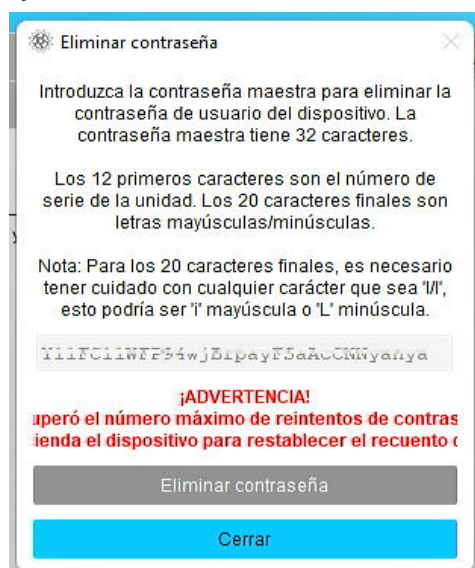 Eliminar contraseña
Introduzca la contraseña maestra para eliminar la
contraseña de usuario del dispositivo. La
contraseña maestra tiene 32 caracteres.
Los 12 primeros caracteres son el número de
serie de la unidad. Los 20 caracteres finales son
letras mayúsculas/minúsculas.
Nota: Para los 20 caracteres finales, es necesario
tener cuidado con cualquier carácter que sea 'I/l',
esto podría ser 'i' mayúscula o 'L' minúscula.
¡ADVERTENCIA!
uperó el número máximo de reintentos de contras
ienda el dispositivo para restablecer el recuento
Eliminar contraseña
Cerrar